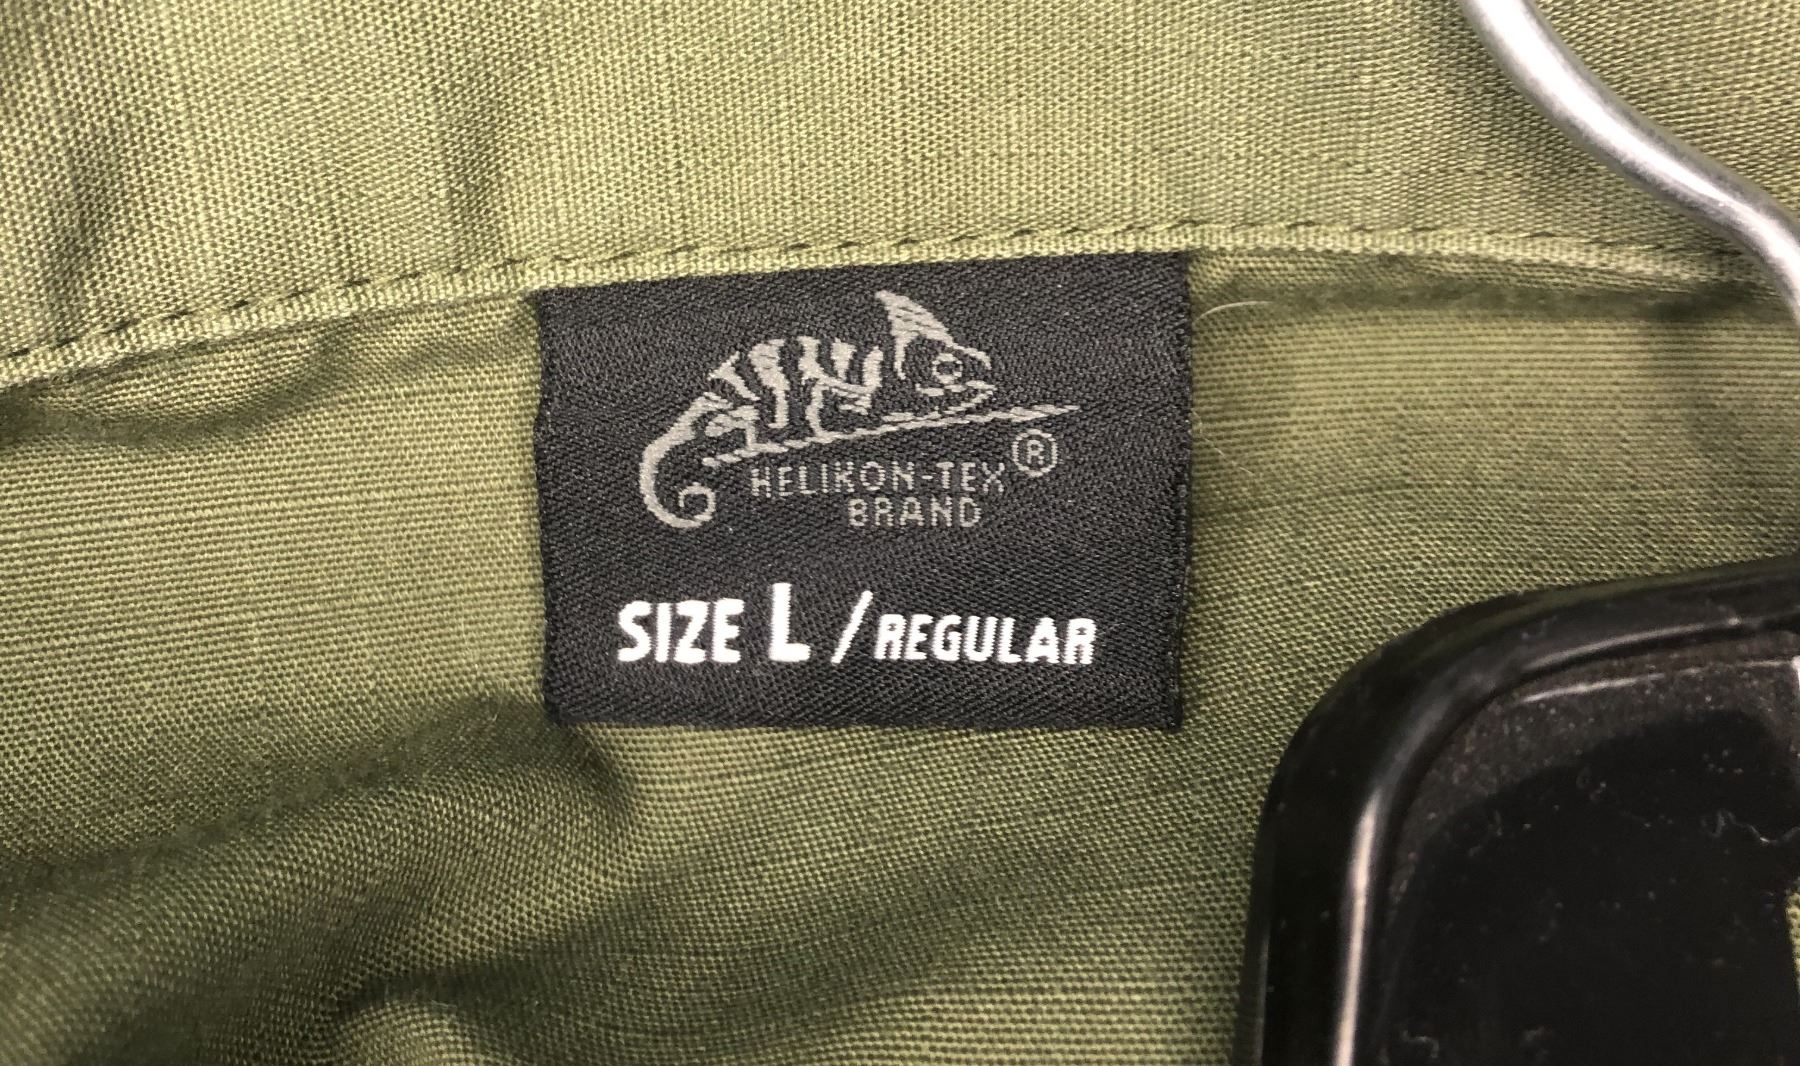 HELIKON-TEX®
BRAND
SIZE L / REGULAR